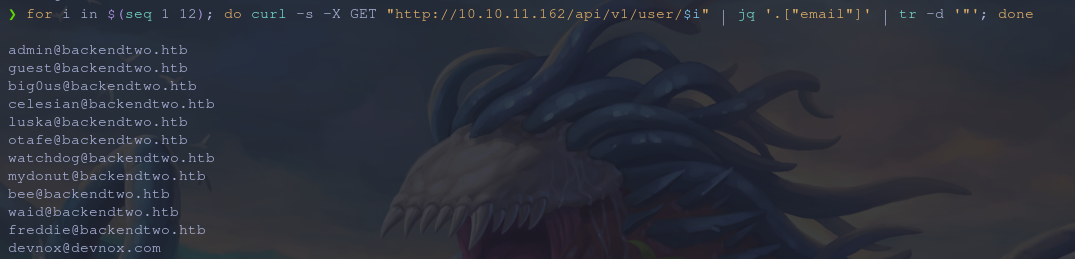 ❯ for i in $(seq 1 12); do curl -s -X GET "http://10.10.11.162/api/v1/user/$i" | jq '.["email"]' | tr -d '"'; done
admin@backendtwo.htb
guest@backendtwo.htb
big0us@backendtwo.htb
celesian@backendtwo.htb
luska@backendtwo.htb
otafe@backendtwo.htb
watchdog@backendtwo.htb
mydonut@backendtwo.htb
bee@backendtwo.htb
waid@backendtwo.htb
freddie@backendtwo.htb
devnox@devnox.com